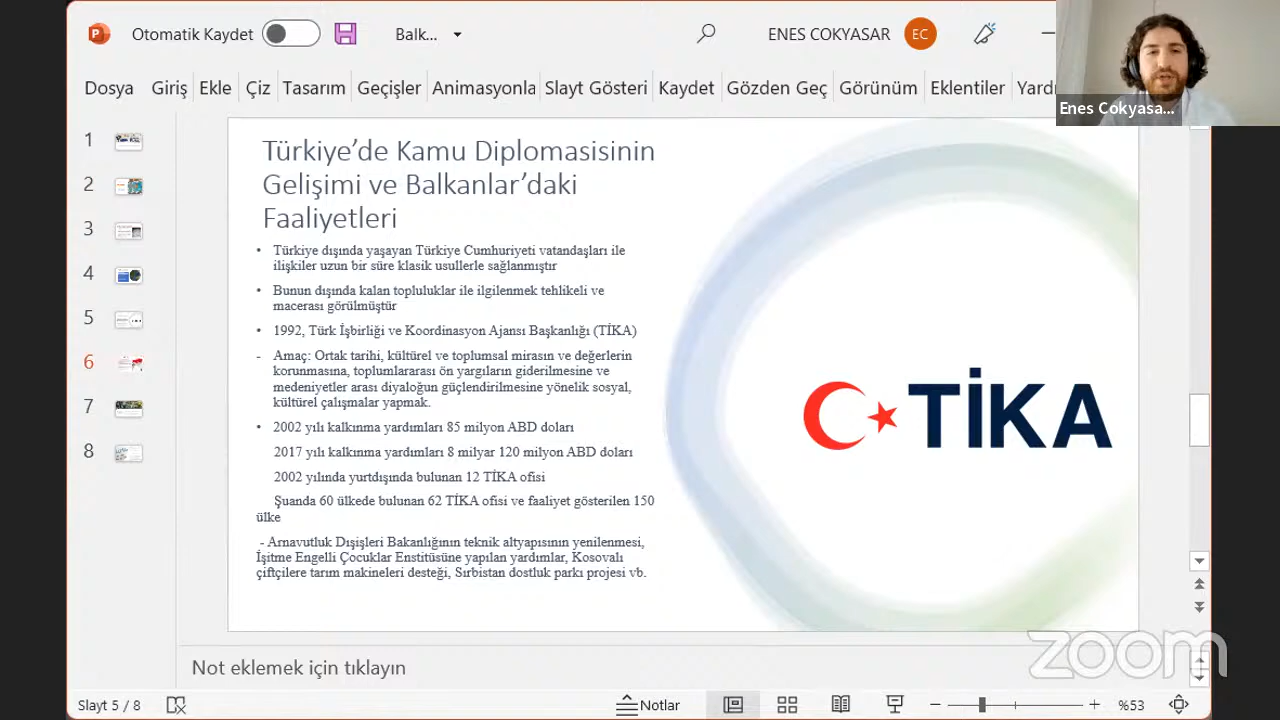 Otomatik Kaydet
Balk...
ENES COKYASAR
EC
Dosya Giriş Ekle Çiz Tasarım Geçişler Animasyonla Slayt Gösteri Kaydet Gözden Geç Görünüm Eklentiler Yardı
Enes Cokyasa...
1
2
3
4
5
6
7
8
Türkiye’de Kamu Diplomasisinin
Gelişimi ve Balkanlar’daki
Faaliyetleri
• Türkiye dışında yaşayan Türkiye Cumhuriyeti vatandaşları ile
ilişkiler uzun bir süre klasik usullerle sağlanmıştır
• Bunun dışında kalan topluluklar ile ilgilenmek tehlikeli ve
macerası görülmüştür
• 1992, Türk İşbirliği ve Koordinasyon Ajansı Başkanlığı (TİKA)
- Amaç: Ortak tarihi, kültürel ve toplumsal mirasın ve değerlerin
korunmasına, toplumlararası ön yargıların giderilmesine ve
medeniyetler arası diyaloğun güçlendirilmesine yönelik sosyal,
kültürel çalışmalar yapmak.
• 2002 yılı kalkınma yardımları 85 milyon ABD doları
2017 yılı kalkınma yardımları 8 milyar 120 milyon ABD doları
2002 yılında yurtdışında bulunan 12 TİKA ofisi
Şuanda 60 ülkede bulunan 62 TİKA ofisi ve faaliyet gösterilen 150
ülke
- Arnavutluk Dışişleri Bakanlığının teknik altyapısının yenilenmesi,
İşitme Engelli Çocuklar Enstitüsüne yapılan yardımlar, Kosovalı
çiftçilere tarım makineleri desteği, Sırbistan dostluk parkı projesi vb.
TİKA
Not eklemek için tıklayın
zoom
Slayt 5 / 8
Notlar
%53